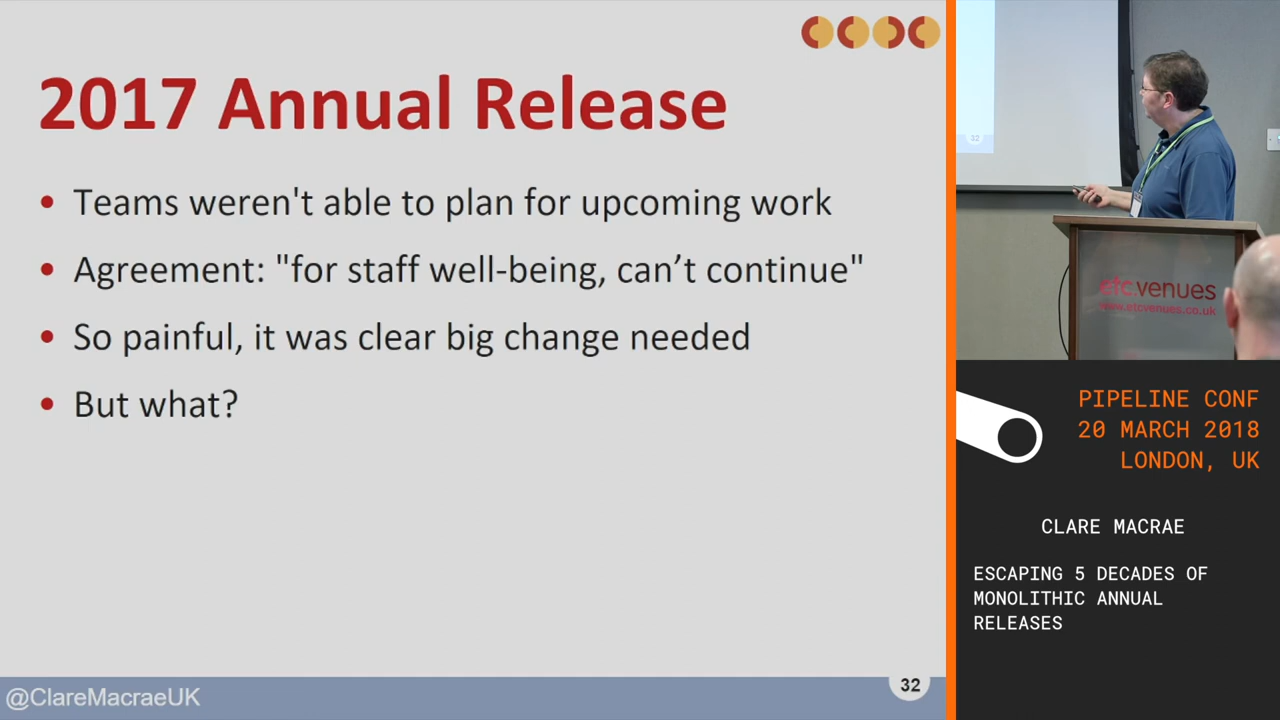 2017 Annual Release
• Teams weren't able to plan for upcoming work
• Agreement: "for staff well-being, can’t continue"
• So painful, it was clear big change needed
• But what?
@ClareMacraeUK
32
32
etc.venues
www.etcvenues.co.uk
PIPELINE CONF
20 MARCH 2018
LONDON, UK
CLARE MACRAE
ESCAPING 5 DECADES OF
MONOLITHIC ANNUAL
RELEASES